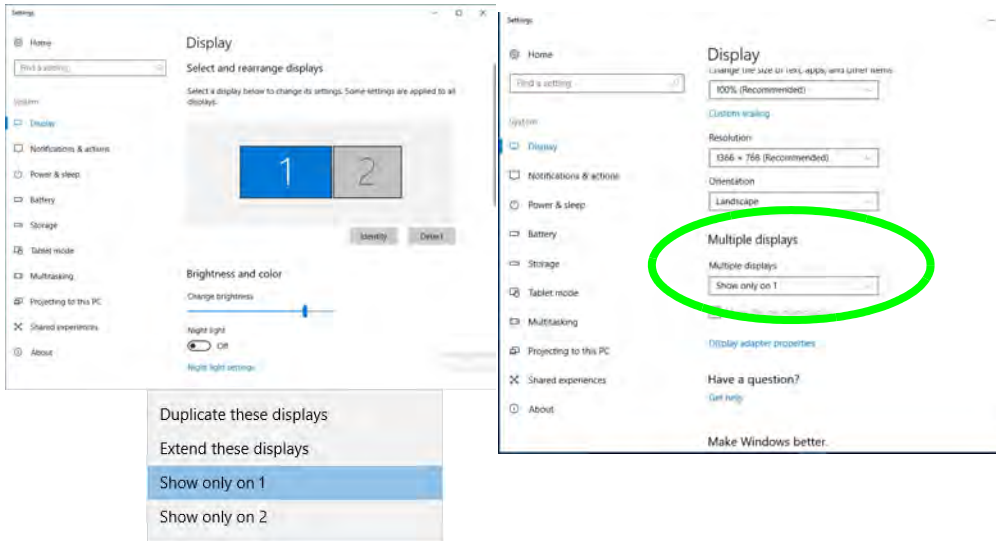 Settings
Home
Find a setting
System
Display
Notifications & actions
Power & sleep
Battery
Storage
Tablet mode
Multitasking
Projecting to this PC
Shared experiences
About
Display
Select and rearrange displays
Select a display below to change its settings. Some settings are applied to all
displays.
1
2
Identify
Detect
Brightness and color
Change brightness
Night light
Off
Night light settings
Duplicate these displays
Extend these displays
Show only on 1
Show only on 2
Settings
Home
Find a setting
System
Display
Notifications & actions
Power & sleep
Battery
Storage
Tablet mode
Multitasking
Projecting to this PC
Shared experiences
About
Display
Change the size of text, apps, and other items
100% (Recommended)
Custom scaling
Resolution
1366 × 768 (Recommended)
Orientation
Landscape
Multiple displays
Multiple displays
Show only on 1
Display adapter properties
Have a question?
Get help
Make Windows better.